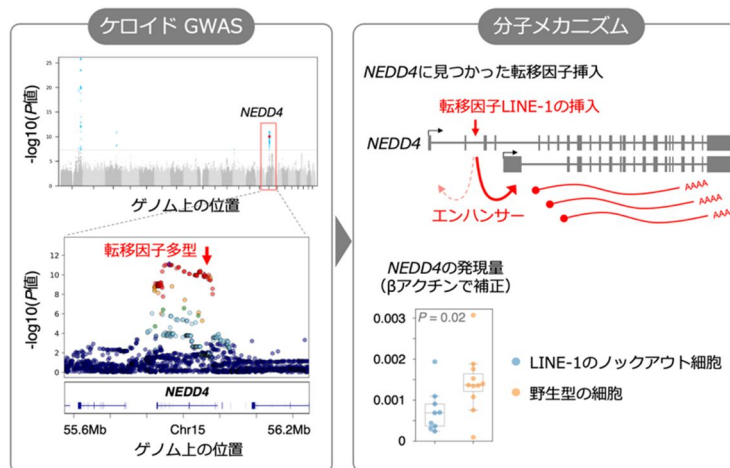 ケロイド GWAS
分子メカニズム
-log10(P値)
25
20
15
10
5
0
NEDD4
ゲノム上の位置
転移因子多型
-log10(P値)
12
10
8
6
4
2
0
NEDD4
55.6Mb Chr15 56.2Mb
ゲノム上の位置
NEDD4に見つかった転移因子挿入
転移因子LINE-1の挿入
NEDD4
エンハンサー
AAAA
AAAA
AAAA
NEDD4の発現量
(βアクチンで補正)
P = 0.02
0.003
0.002
0.001
0
LINE-1のノックアウト細胞
野生型の細胞